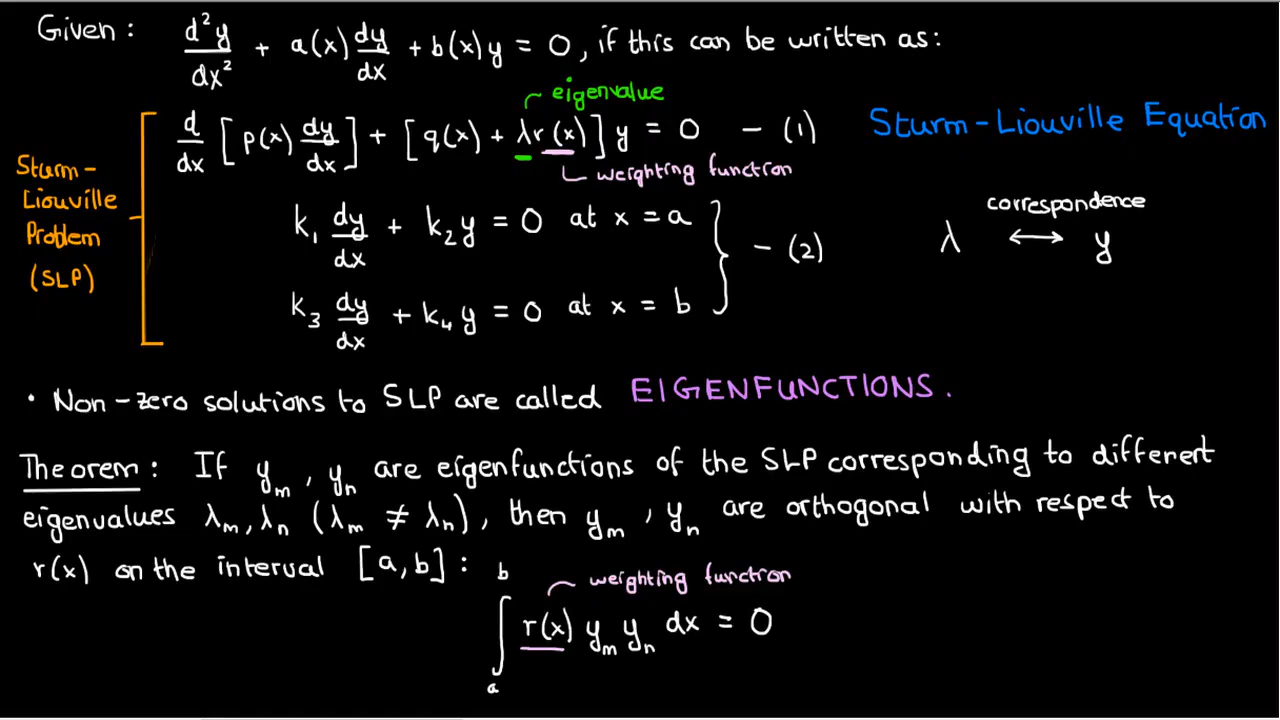 Given: d²y/dx² + a(x) dy/dx + b(x)y = 0, if this can be written as:
eigenvalue
d/dx [p(x) dy/dx] + [q(x) + λr(x)] y = 0 — (1)
Sturm-Liouville Equation
weighting function
Sturm-
Liouville
Problem
(SLP)
k₁ dy/dx + k₂y = 0 at x = a
k₃ dy/dx + k₄y = 0 at x = b
— (2)
correspondence
λ ⟷ y
• Non-zero solutions to SLP are called EIGENFUNCTIONS.
Theorem: If yₘ, yₙ are eigenfunctions of the SLP corresponding to different
eigenvalues λₘ, λₙ (λₘ ≠ λₙ), then yₘ, yₙ are orthogonal with respect to
r(x) on the interval [a, b]:
weighting function
∫ₐᵇ r(x) yₘ yₙ dx = 0